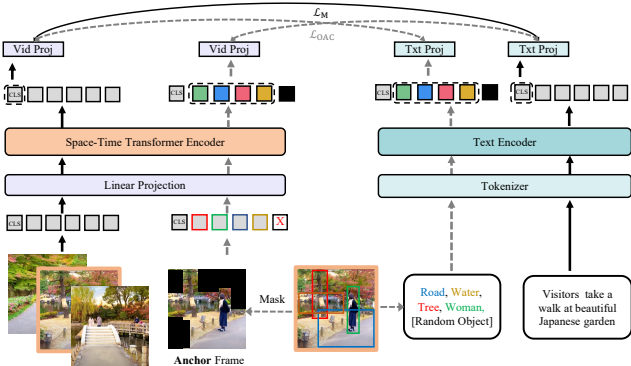 ℒM
ℒOAC
Vid Proj
Vid Proj
Txt Proj
Txt Proj
CLS
CLS
CLS
CLS
Space-Time Transformer Encoder
Text Encoder
Linear Projection
Tokenizer
CLS
CLS
X
Mask
Road, Water,
Tree, Woman,
[Random Object]
Visitors take a
walk at beautiful
Japanese garden
Anchor Frame